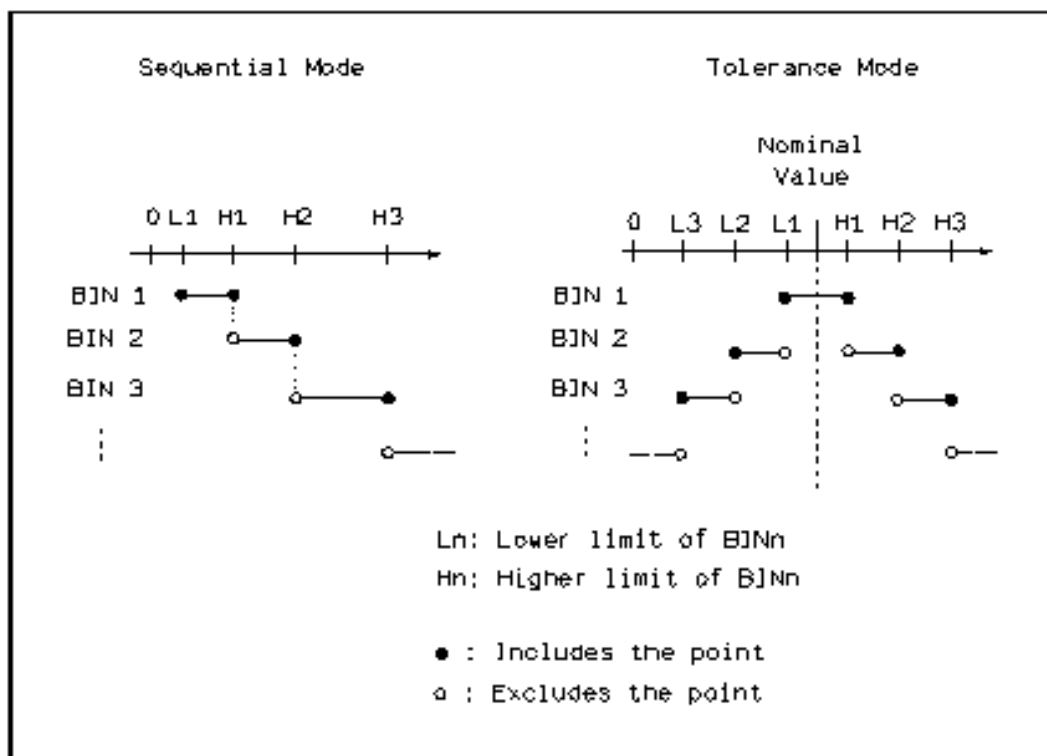 Sequential Mode
Tolerance Mode
Nominal
Value
0 L1 H1 H2 H3
0 L3 L2 L1 H1 H2 H3
BIN 1
BIN 2
BIN 3
BIN 1
BIN 2
BIN 3
Ln: Lower limit of BINn
Hn: Higher limit of BINn
● : Includes the point
○ : Excludes the point